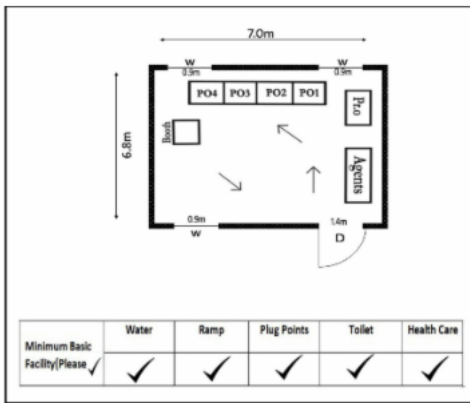 7.0m
W W
0.9m 0.9m
PO4 PO3 PO2 PO1
Pr.o
6.8m
Booth
Agents
0.9m 1.4m
W D
Water Ramp Plug Points Toilet Health Care
Minimum Basic
Facility(Please ✓ ✓ ✓ ✓ ✓ ✓